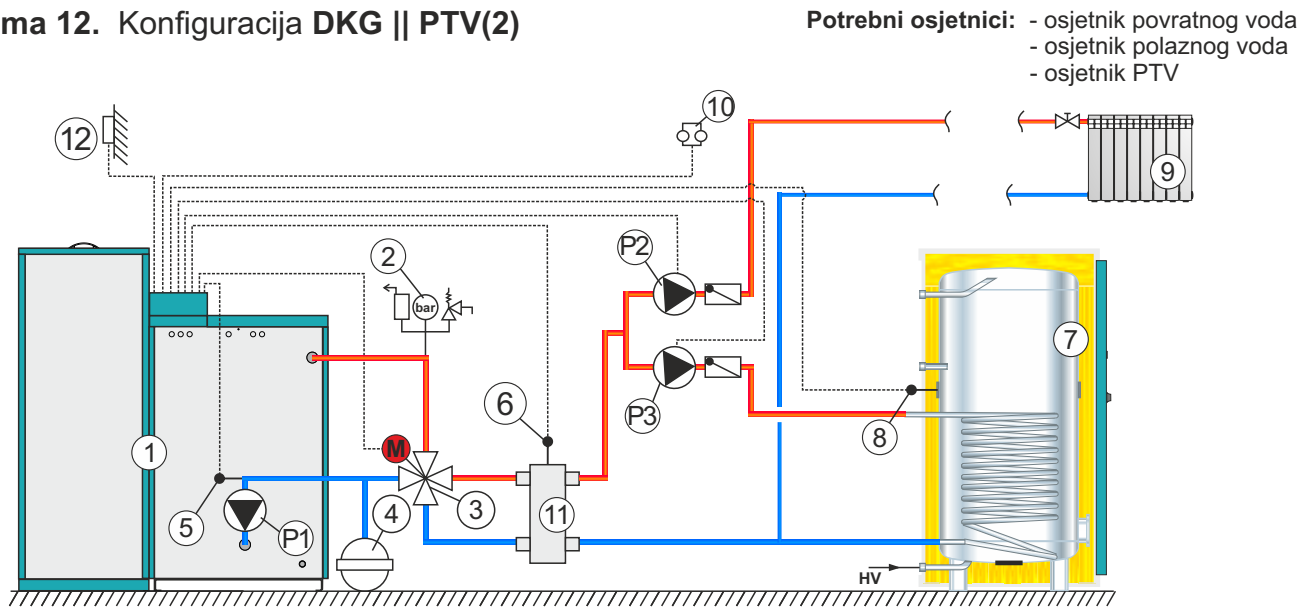 ma 12. Konfiguracija DKG || PTV(2)
Potrebni osjetnici: - osjetnik povratnog voda
- osjetnik polaznog voda
- osjetnik PTV
12
10
9
2
bar
P2
7
P3
6
8
1
M
3
4
5
P1
11
HV